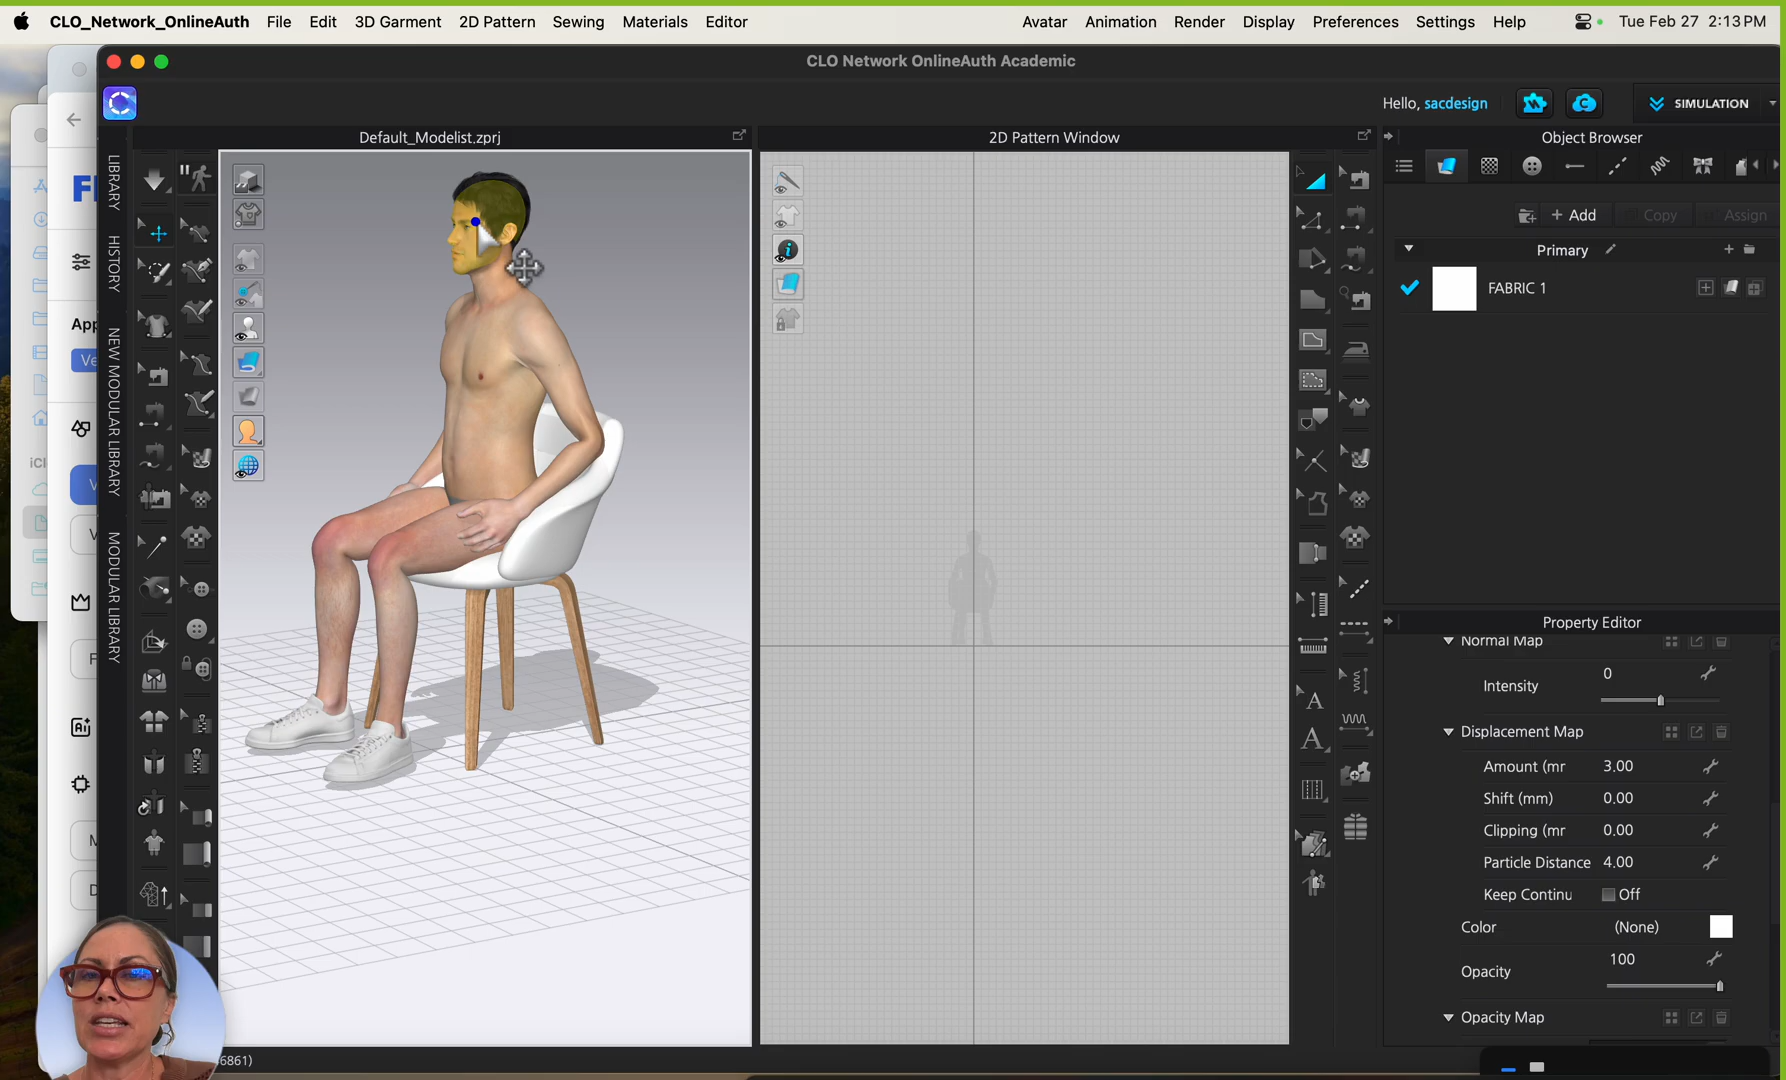 CLO_Network_OnlineAuth File Edit 3D Garment 2D Pattern Sewing Materials Editor Avatar Animation Render Display Preferences Settings Help Tue Feb 27 2:13 PM
CLO Network OnlineAuth Academic
Hello, sacdesign
SIMULATION
Default_Modelist.zprj
2D Pattern Window
Object Browser
LIBRARY
HISTORY
NEW MODULAR LIBRARY
MODULAR LIBRARY
+ Add
Copy
Assign
Primary
FABRIC 1
Property Editor
Normal Map
Intensity 0
Displacement Map
Amount (mr 3.00
Shift (mm) 0.00
Clipping (mr 0.00
Particle Distance 4.00
Keep Continu Off
Color (None)
Opacity 100
Opacity Map
App
Ve
iClo
6861)